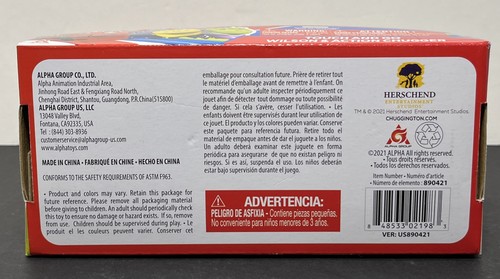 WILSON'S ACTION CHUGGER
ALPHA GROUP CO., LTD.
Alpha Animation Industrial Area,
Jinhong Road East & Fengxiang Road North,
Chenghai District, Shantou, Guangdong, P.R.China(515800)
ALPHA GROUP US, LLC
13048 Valley Blvd,
Fontana, CA92335, USA
Tel : (844) 303-8936
customerservice@alphagroup-us.com
www.alphatoys.com
MADE IN CHINA • FABRIQUÉ EN CHINE • HECHO EN CHINA
CONFORMS TO THE SAFETY REQUIREMENTS OF ASTM F963.
• Product and colors may vary. Retain this package for
future reference. Please remove all packaging material
before giving to children. An adult should periodically check
this toy to ensure no damage or hazard exists. If so, remove
from use. Children should be supervised during play. • Le
produit et les couleurs peuvent varier. Conserver cet
emballage pour consultation future. Prière de retirer tout
le matériel d'emballage avant de remettre à l'enfant. On
recommande qu'un adulte inspecter périodiquement ce
jouet afin de détecter tout dommage ou toute possibilité
de danger. Si cela s'avère, cesser l'utilisation. • Les
enfants doivent être supervisés durant leur utilisation de
ce jouet. El producto y los colores pueden variar. Conserve
este paquete para referencia futura. Retire todo el
material de empaque antes de dar el juguete a los niños.
Un adulto deberá examinar este juguete en forma
periódica para asegurarse de que no existan peligro ni
riesgos. Si es así, suspenda el uso. Los niños deberán
estar bajo supervisión durante el juego.
ADVERTENCIA:
PELIGRO DE ASFIXIA - Contiene piezas pequeñas.
No conveniente para niños menores de 3 años.
HERSCHEND
ENTERTAINMENT
STUDIOS
TM & © 2021 Herschend Entertainment Studios.
CHUGGINGTON.COM
ALPHA GROUP
©2021 ALPHA All rights reserved.
• Tous droits réservés.
• Todos los derechos reservados.
Item Number • Numéro d'article
• Número de elemento : 890421
8 48533 02198 3
VER: US890421